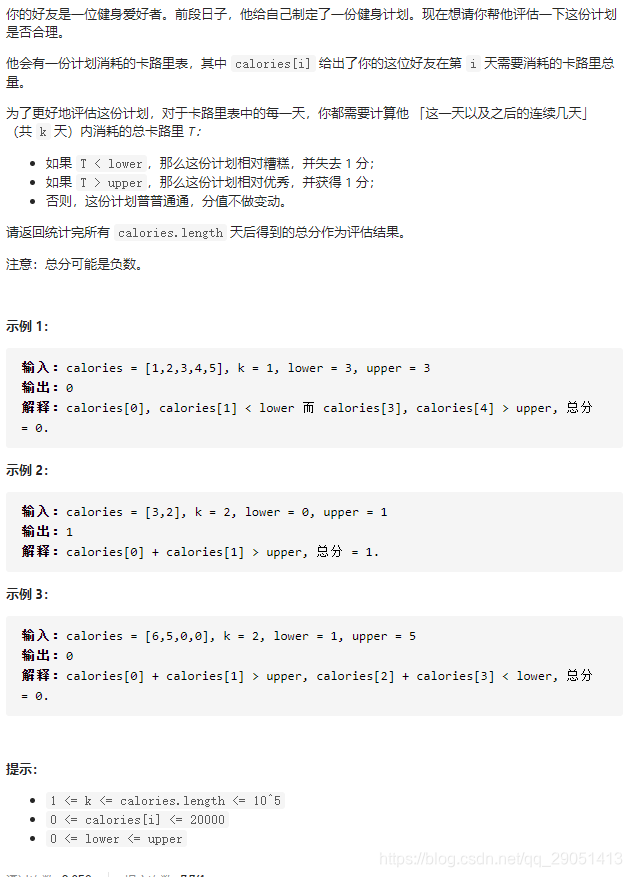 你的好友是一位健身爱好者。前段日子，他给自己制定了一份健身计划。现在想请你帮他评估一下这份计划
是否合理。
他会有一份计划消耗的卡路里表，其中 calories[i] 给出了你的这位好友在第 i 天需要消耗的卡路里总
量。
为了更好地评估这份计划，对于卡路里表中的每一天，你都需要计算他 「这一天以及之后的连续几天」
（共 k 天）内消耗的总卡路里 T：
• 如果 T < lower，那么这份计划相对糟糕，并失去 1 分；
• 如果 T > upper，那么这份计划相对优秀，并获得 1 分；
• 否则，这份计划普普通通，分值不做变动。
请返回统计完所有 calories.length 天后得到的总分作为评估结果。
注意：总分可能是负数。
示例 1：
输入：calories = [1,2,3,4,5], k = 1, lower = 3, upper = 3
输出：0
解释：calories[0], calories[1] < lower 而 calories[3], calories[4] > upper, 总分
= 0.
示例 2：
输入：calories = [3,2], k = 2, lower = 0, upper = 1
输出：1
解释：calories[0] + calories[1] > upper, 总分 = 1.
示例 3：
输入：calories = [6,5,0,0], k = 2, lower = 1, upper = 5
输出：0
解释：calories[0] + calories[1] > upper, calories[2] + calories[3] < lower, 总分
= 0.
提示：
• 1 <= k <= calories.length <= 10^5
• 0 <= calories[i] <= 20000
• 0 <= lower <= upper
https://blog.csdn.net/qq_29051413